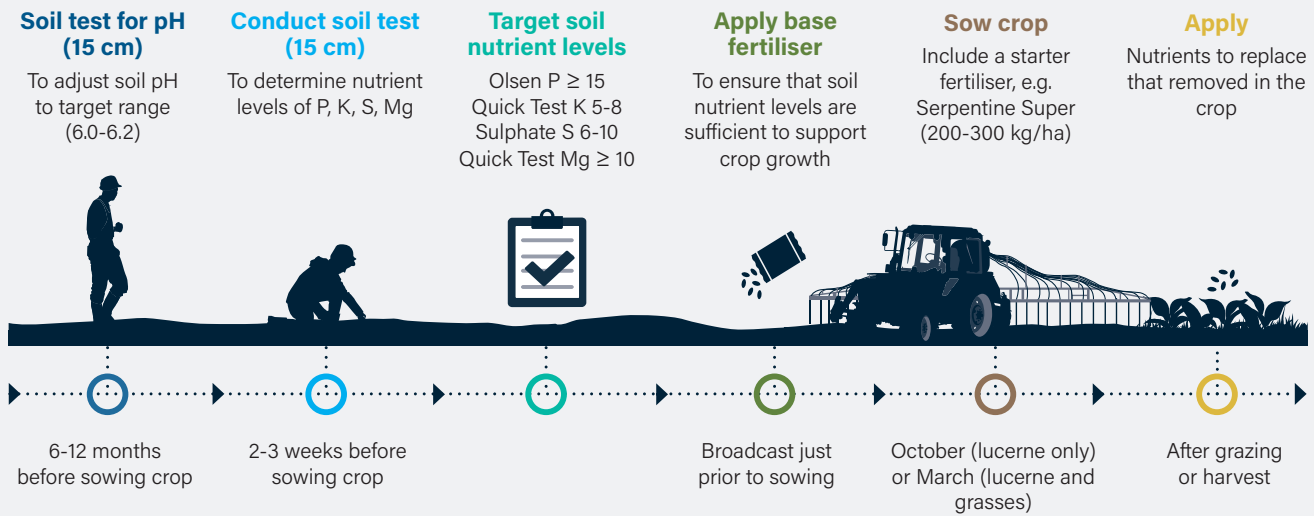 Soil test for pH
(15 cm)
To adjust soil pH
to target range
(6.0-6.2)
Conduct soil test
(15 cm)
To determine nutrient
levels of P, K, S, Mg
Target soil
nutrient levels
Olsen P ≥ 15
Quick Test K 5-8
Sulphate S 6-10
Quick Test Mg ≥ 10
Apply base
fertiliser
To ensure that soil
nutrient levels are
sufficient to support
crop growth
Sow crop
Include a starter
fertiliser, e.g.
Serpentine Super
(200-300 kg/ha)
Apply
Nutrients to replace
that removed in the
crop
6-12 months
before sowing crop
2-3 weeks before
sowing crop
Broadcast just
prior to sowing
October (lucerne only)
or March (lucerne and
grasses)
After grazing
or harvest